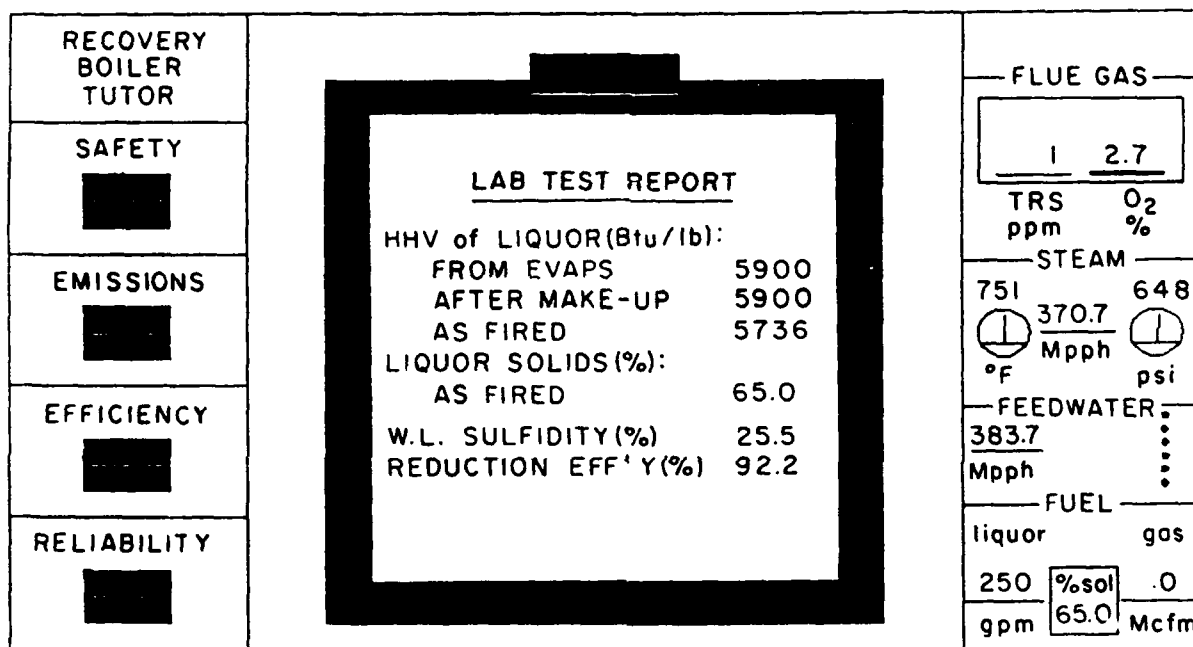 RECOVERY
BOILER
TUTOR
SAFETY
EMISSIONS
EFFICIENCY
RELIABILITY
LAB TEST REPORT
HHV of LIQUOR(Btu/lb):
FROM EVAPS 5900
AFTER MAKE-UP 5900
AS FIRED 5736
LIQUOR SOLIDS(%):
AS FIRED 65.0
W.L. SULFIDITY(%) 25.5
REDUCTION EFF'Y(%) 92.2
FLUE GAS
1 2.7
TRS O2
ppm %
STEAM
751 370.7 648
Mpph
°F psi
FEEDWATER
383.7
Mpph
FUEL
liquor gas
250 %sol .0
gpm 65.0 Mcfm